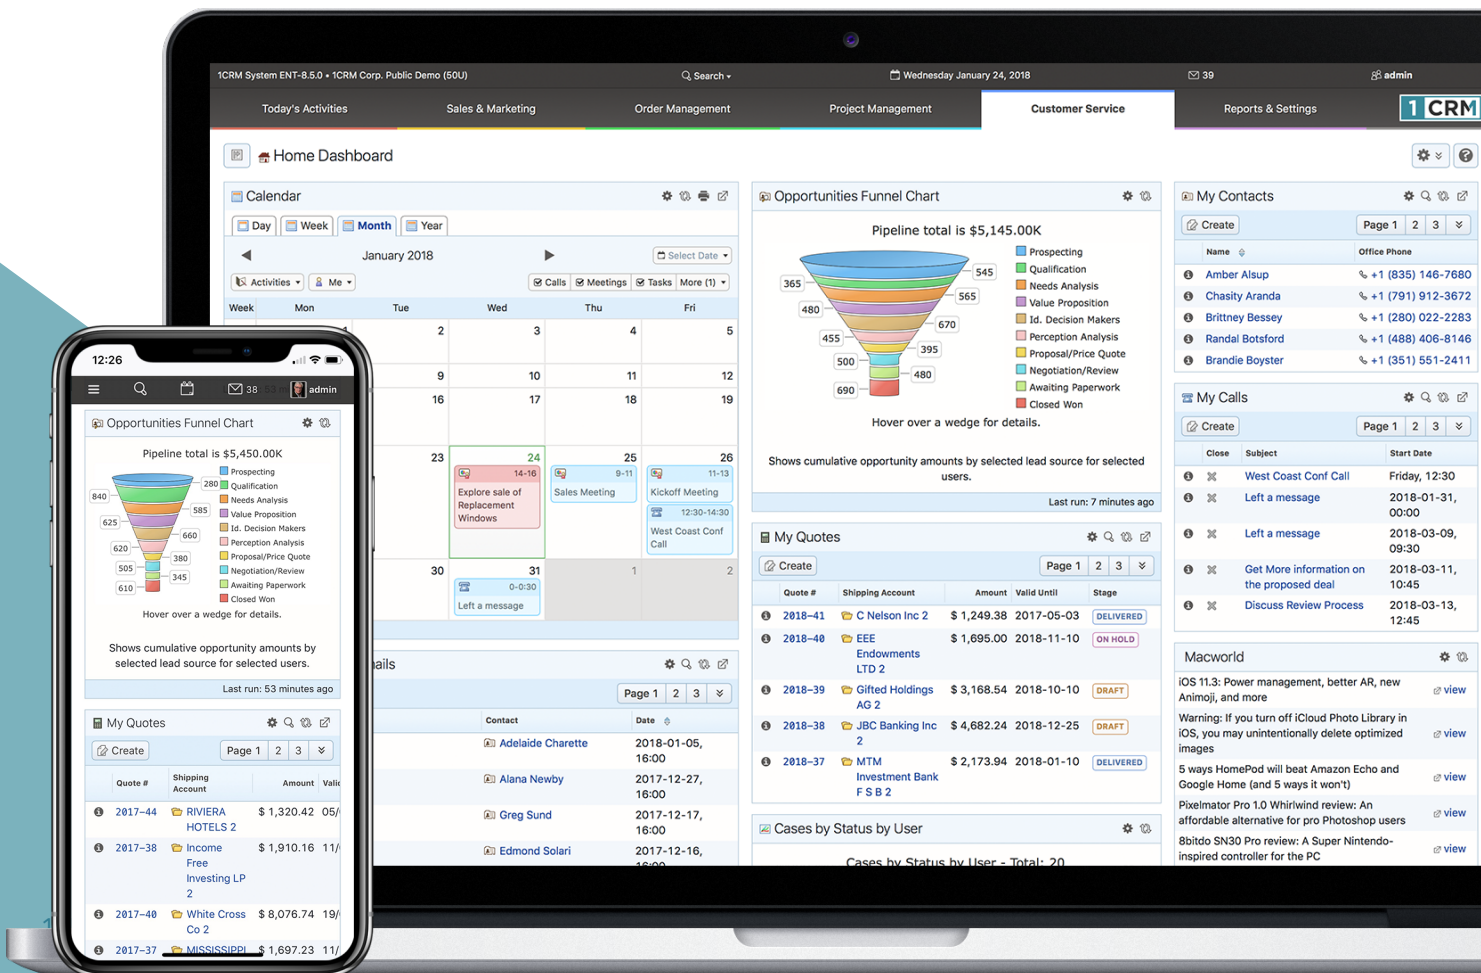 1CRM System ENT-8.5.0 • 1CRM Corp. Public Demo (50U)
Search
Wednesday January 24, 2018
39
admin
Today's Activities
Sales & Marketing
Order Management
Project Management
Customer Service
Reports & Settings
1 CRM
Home Dashboard
Calendar
Day
Week
Month
Year
January 2018
Select Date
Activities
Me
Calls
Meetings
Tasks
More (1)
Week Mon Tue Wed Thu Fri
2 3 4 5
9 10 11 12
16 17 18 19
23 24 25 26
14-16
Explore sale of
Replacement
Windows
9-11
Sales Meeting
11-13
Kickoff Meeting
12:30-14:30
West Coast Conf
Call
30 31 1 2
0-0:30
Left a message
Page 1 2 3
Contact Date
Adelaide Charette 2018-01-05,
16:00
Alana Newby 2017-12-27,
16:00
Greg Sund 2017-12-17,
16:00
Edmond Solari 2017-12-16,
16:00
Opportunities Funnel Chart
Pipeline total is $5,145.00K
545
365
565
480
670
455
395
500
480
690
Prospecting
Qualification
Needs Analysis
Value Proposition
Id. Decision Makers
Perception Analysis
Proposal/Price Quote
Negotiation/Review
Awaiting Paperwork
Closed Won
Hover over a wedge for details.
Shows cumulative opportunity amounts by selected lead source for selected
users.
Last run: 7 minutes ago
My Quotes
Create
Page 1 2 3
Quote # Shipping Account Amount Valid Until Stage
2018-41 C Nelson Inc 2 $ 1,249.38 2017-05-03 DELIVERED
2018-40 EEE $ 1,695.00 2018-11-10 ON HOLD
Endowments
LTD 2
2018-39 Gifted Holdings $ 3,168.54 2018-10-10 DRAFT
AG 2
2018-38 JBC Banking Inc $ 4,682.24 2018-12-25 DRAFT
2
2018-37 MTM $ 2,173.94 2018-01-10 DELIVERED
Investment Bank
F S B 2
Cases by Status by User
Cases by Status by User - Total: 20
My Contacts
Create
Page 1 2 3
Name Office Phone
Amber Alsup +1 (835) 146-7680
Chasity Aranda +1 (791) 912-3672
Brittney Bessey +1 (280) 022-2283
Randal Botsford +1 (488) 406-8146
Brandie Boyster +1 (351) 551-2411
My Calls
Create
Page 1 2 3
Close Subject Start Date
West Coast Conf Call Friday, 12:30
Left a message 2018-01-31,
00:00
Left a message 2018-03-09,
09:30
Get More information on 2018-03-11,
the proposed deal 10:45
Discuss Review Process 2018-03-13,
12:45
Macworld
iOS 11.3: Power management, better AR, new
Animoji, and more
view
Warning: If you turn off iCloud Photo Library in
iOS, you may unintentionally delete optimized
images
view
5 ways HomePod will beat Amazon Echo and
Google Home (and 5 ways it won't)
view
Pixelmator Pro 1.0 Whirlwind review: An
affordable alternative for pro Photoshop users
view
8bitdo SN30 Pro review: A Super Nintendo-
inspired controller for the PC
view
12:26
38
admin
Opportunities Funnel Chart
Pipeline total is $5,450.00K
280
840
585
625
660
620
380
505
345
610
Prospecting
Qualification
Needs Analysis
Value Proposition
Id. Decision Makers
Perception Analysis
Proposal/Price Quote
Negotiation/Review
Awaiting Paperwork
Closed Won
Hover over a wedge for details.
Shows cumulative opportunity amounts by
selected lead source for selected users.
Last run: 53 minutes ago
My Quotes
Create
Page 1 2 3
Quote # Shipping Account Amount
2017-44 RIVIERA $ 1,320.42 05/
HOTELS 2
2017-38 Income $ 1,910.16 11/
Free
Investing LP
2
2017-40 White Cross $ 8,076.74 19/
Co 2
2017-37 MISSISSIPPI $ 1,697.23 11/